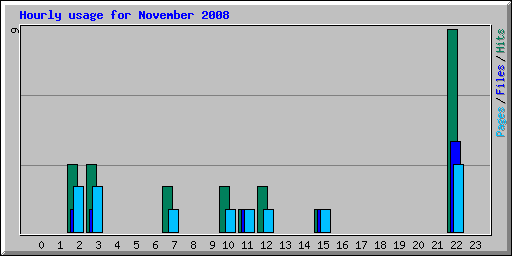 Hourly usage for November 2008
9
Pages/Files/Hits
0 1 2 3 4 5 6 7 8 9 10 11 12 13 14 15 16 17 18 19 20 21 22 23